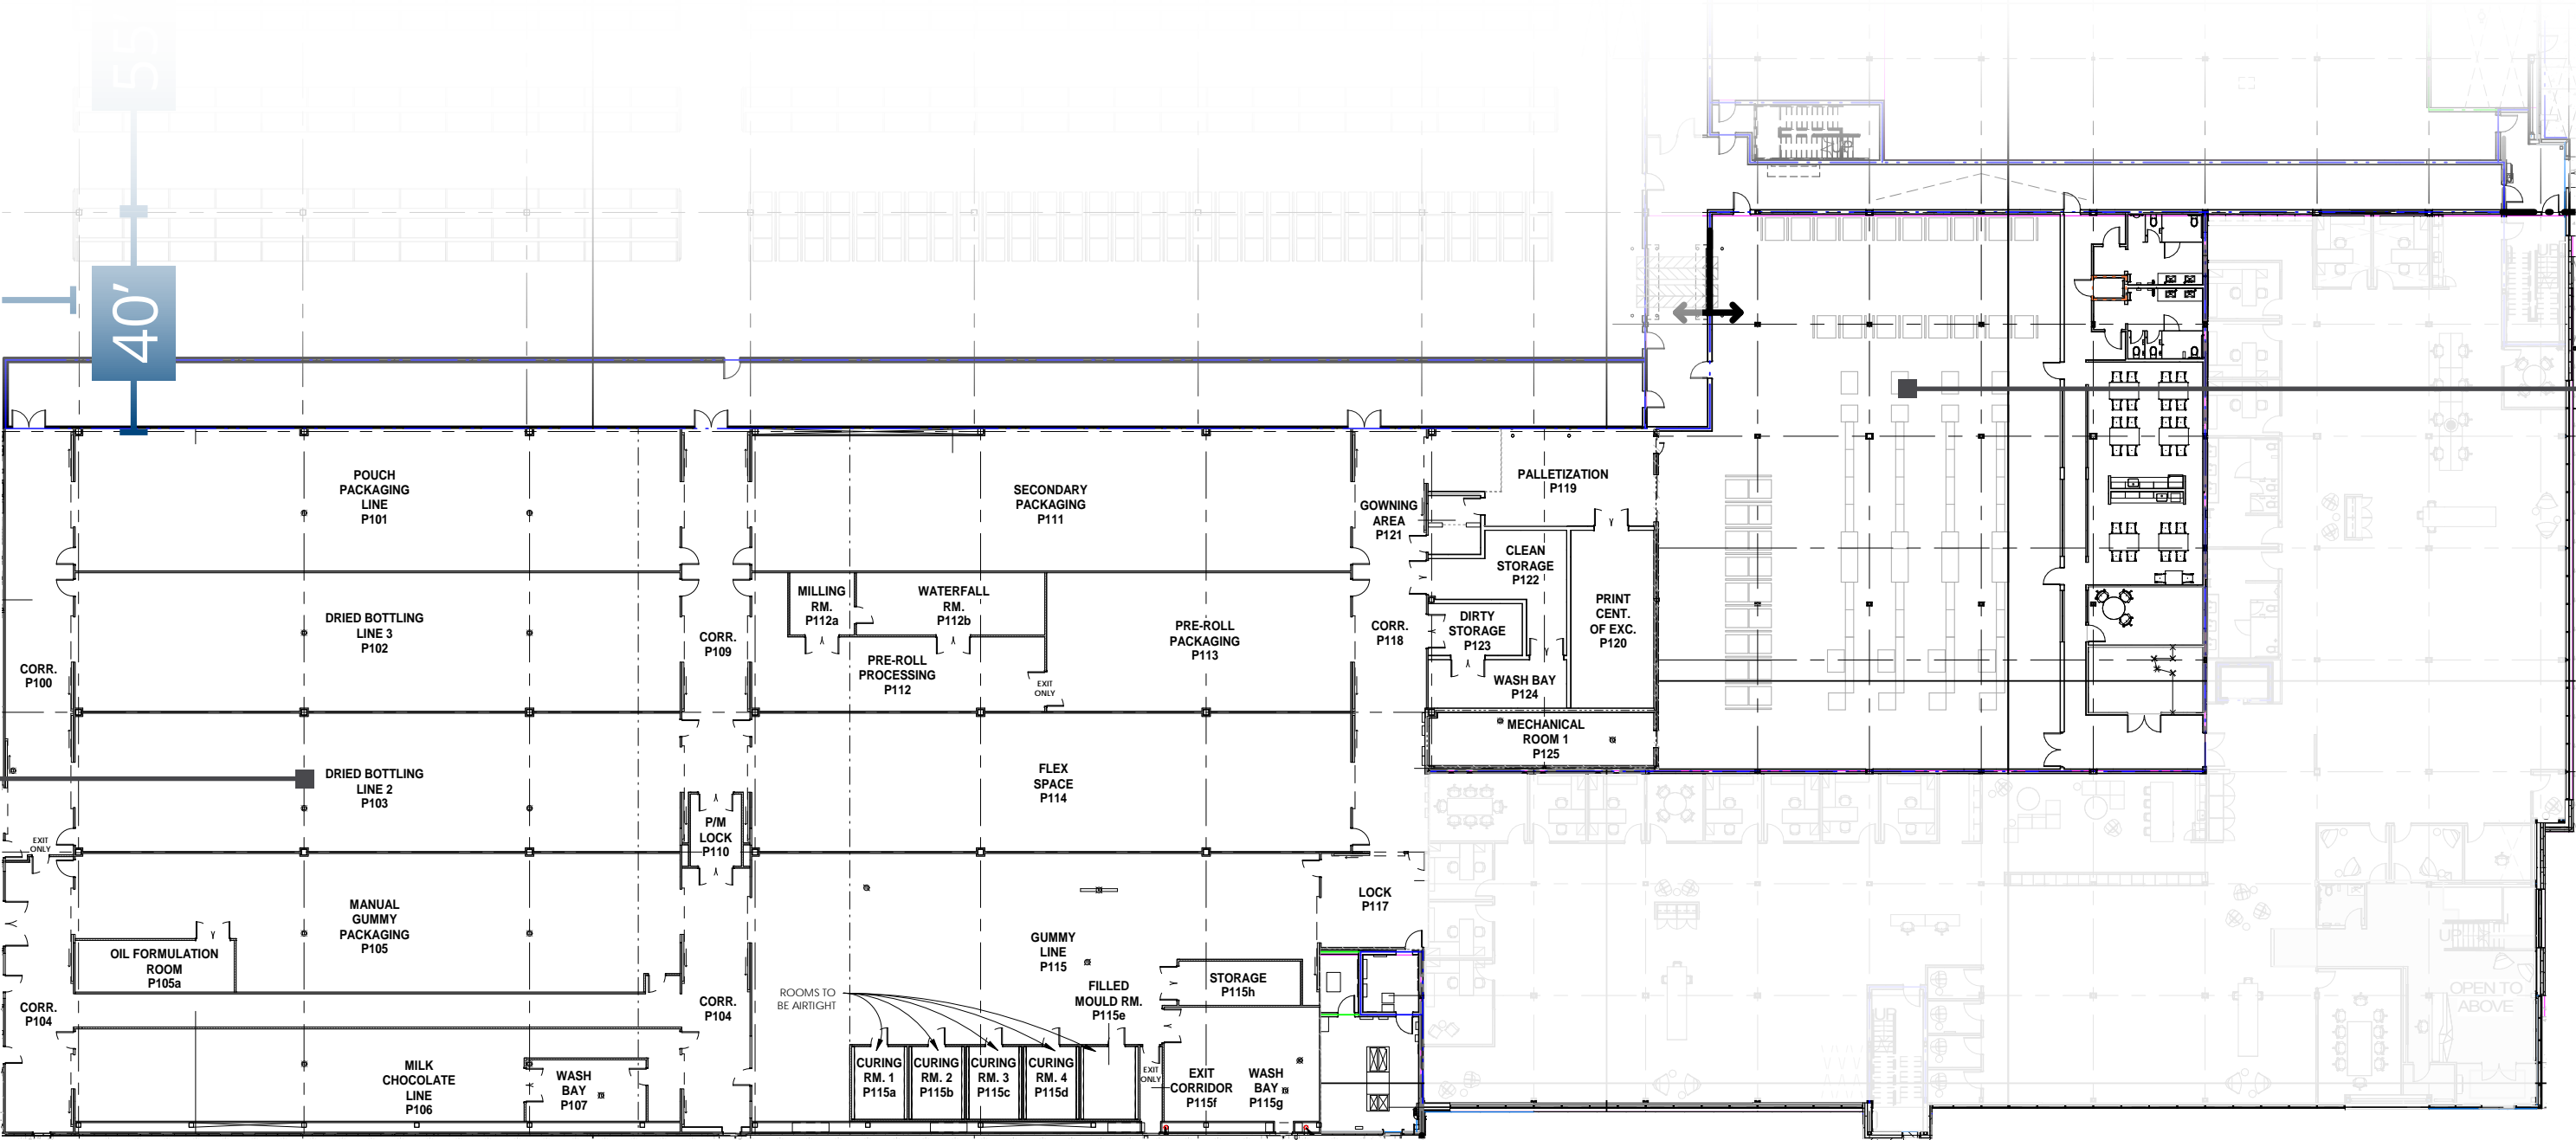 55
40'
POUCH
PACKAGING
LINE
P101
SECONDARY
PACKAGING
P111
GOWNING
AREA
P121
PALLETIZATION
P119
CLEAN
STORAGE
P122
DRIED BOTTLING
LINE 3
P102
CORR.
P100
CORR.
P109
MILLING
RM.
P112a
WATERFALL
RM.
P112b
PRE-ROLL
PROCESSING
P112
EXIT
ONLY
PRE-ROLL
PACKAGING
P113
CORR.
P118
DIRTY
STORAGE
P123
PRINT
CENT.
OF EXC.
P120
WASH BAY
P124
MECHANICAL
ROOM 1
P125
DRIED BOTTLING
LINE 2
P103
FLEX
SPACE
P114
P/M
LOCK
P110
EXIT
ONLY
MANUAL
GUMMY
PACKAGING
P105
OIL FORMULATION
ROOM
P105a
LOCK
P117
GUMMY
LINE
P115
STORAGE
P115h
FILLED
MOULD RM.
P115e
ROOMS TO
BE AIRTIGHT
CORR.
P104
CORR.
P104
MILK
CHOCOLATE
LINE
P106
WASH
BAY
P107
CURING
RM. 1
P115a
CURING
RM. 2
P115b
CURING
RM. 3
P115c
CURING
RM. 4
P115d
EXIT
ONLY
EXIT
CORRIDOR
P115f
WASH
BAY
P115g
UP
UP
UP
UP
OPEN TO
ABOVE